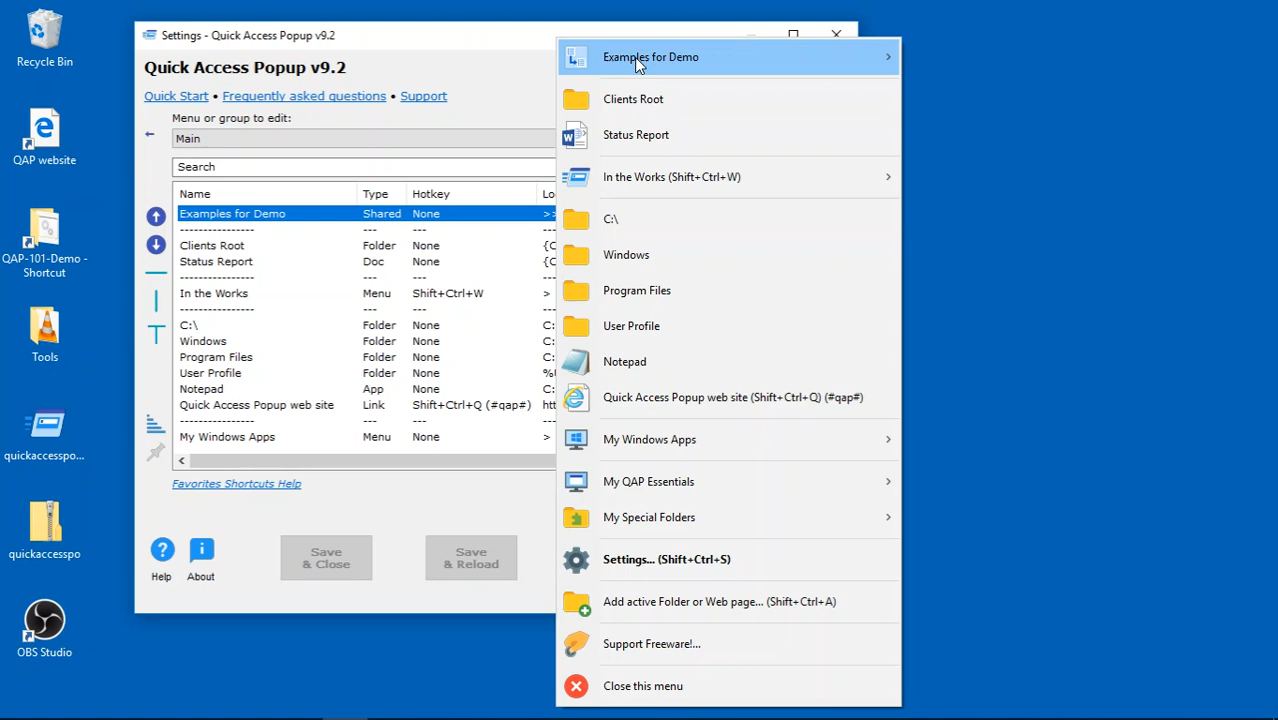 Recycle Bin
QAP website
QAP-101-Demo -
Shortcut
Tools
quickaccesspo...
quickaccesspo
OBS Studio
Settings - Quick Access Popup v9.2
Quick Access Popup v9.2
Quick Start • Frequently asked questions • Support
Menu or group to edit:
Main
Search
Name Type Hotkey Lo
Examples for Demo Shared None >>
---------------- --- --- ---
Clients Root Folder None {C
Status Report Doc None {C
---------------- --- --- ---
In the Works Menu Shift+Ctrl+W >
---------------- --- --- ---
C:\ Folder None C:
Windows Folder None C:
Program Files Folder None C:
User Profile Folder None %U
Notepad App None C:
Quick Access Popup web site Link Shift+Ctrl+Q (#qap#) htt
---------------- --- --- ---
My Windows Apps Menu None >
Favorites Shortcuts Help
Help
About
Save
& Close
Save
& Reload
Examples for Demo
Clients Root
Status Report
In the Works (Shift+Ctrl+W)
C:\
Windows
Program Files
User Profile
Notepad
Quick Access Popup web site (Shift+Ctrl+Q) (#qap#)
My Windows Apps
My QAP Essentials
My Special Folders
Settings... (Shift+Ctrl+S)
Add active Folder or Web page... (Shift+Ctrl+A)
Support Freeware!...
Close this menu